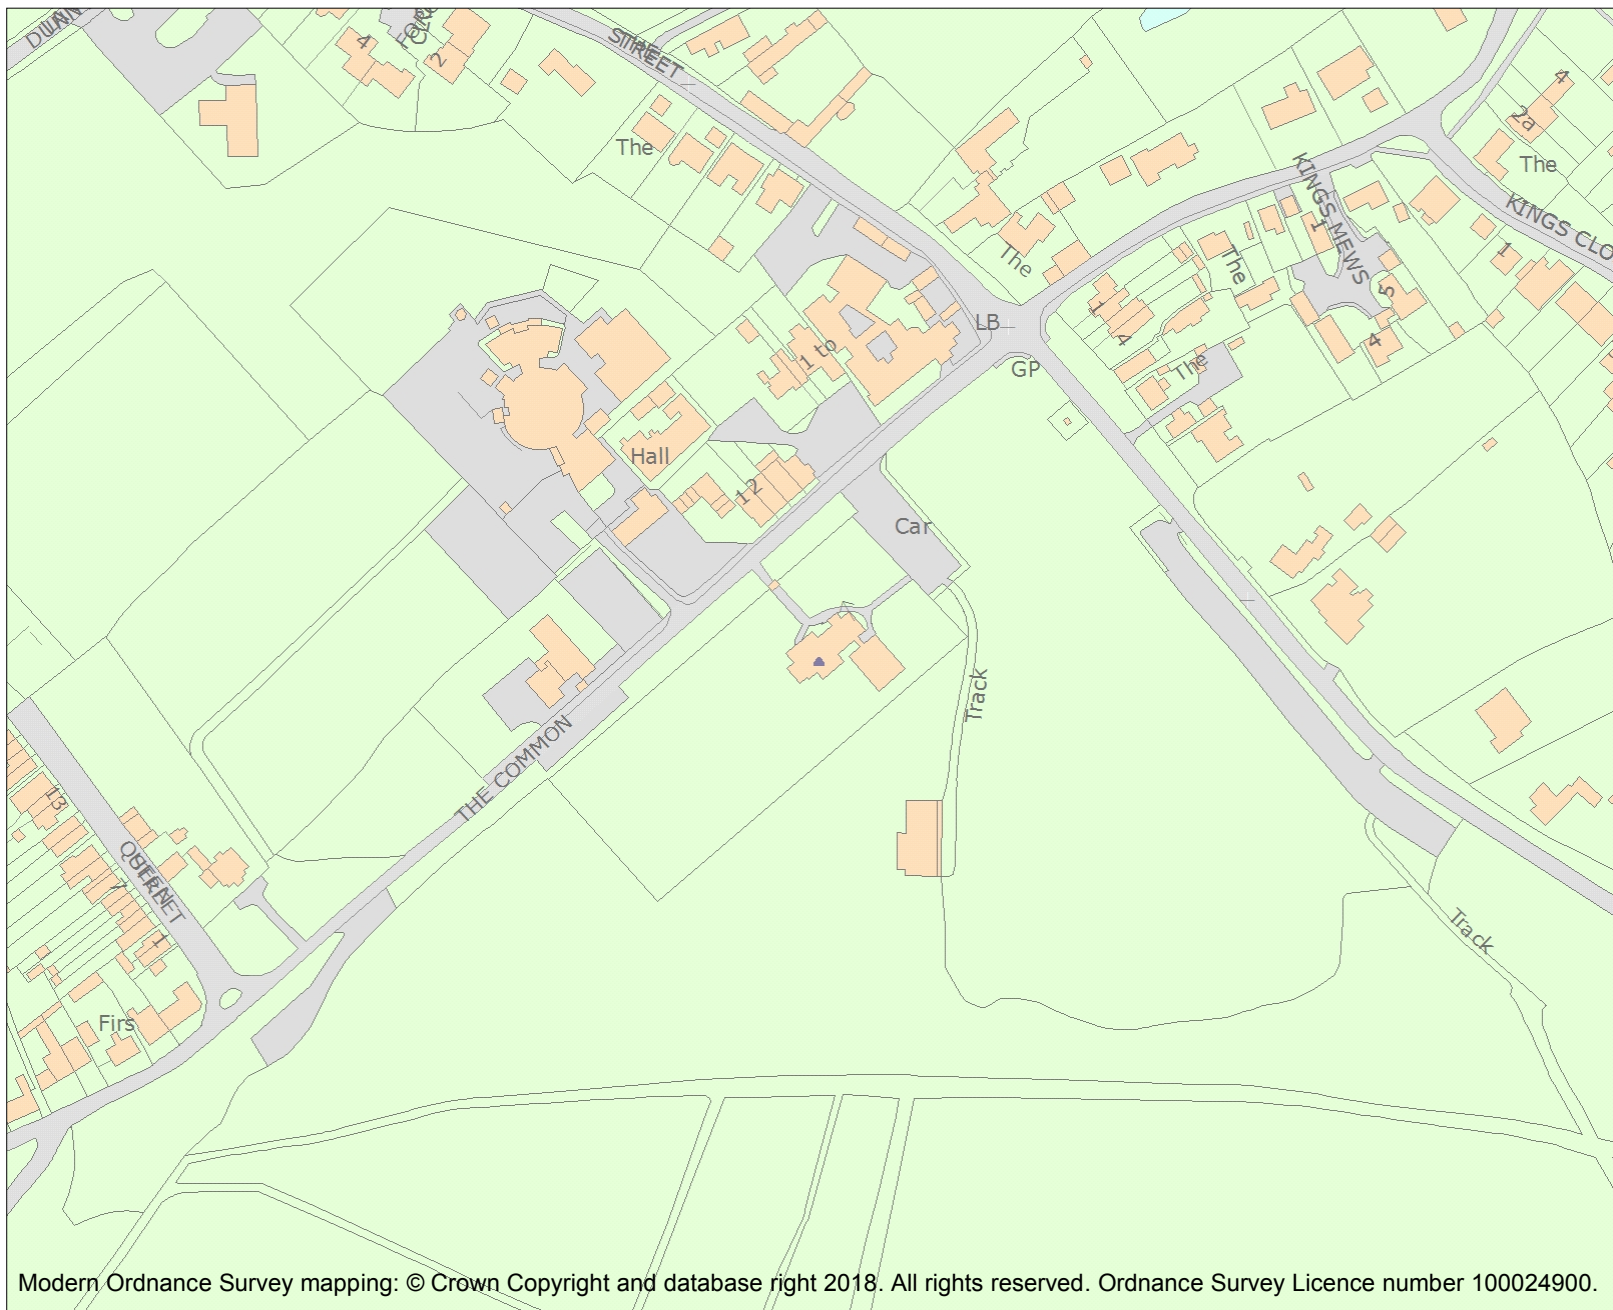 4
2
STREET
The
4
2a
The
KINGS MEWS
1
KINGS CLO
1
The
The
5
LB
1
4
4
1 to
The
GP
Hall
12
Car
Track
THE COMMON
13
7
1
Track
Firs
Modern Ordnance Survey mapping: © Crown Copyright and database right 2018. All rights reserved. Ordnance Survey Licence number 100024900.